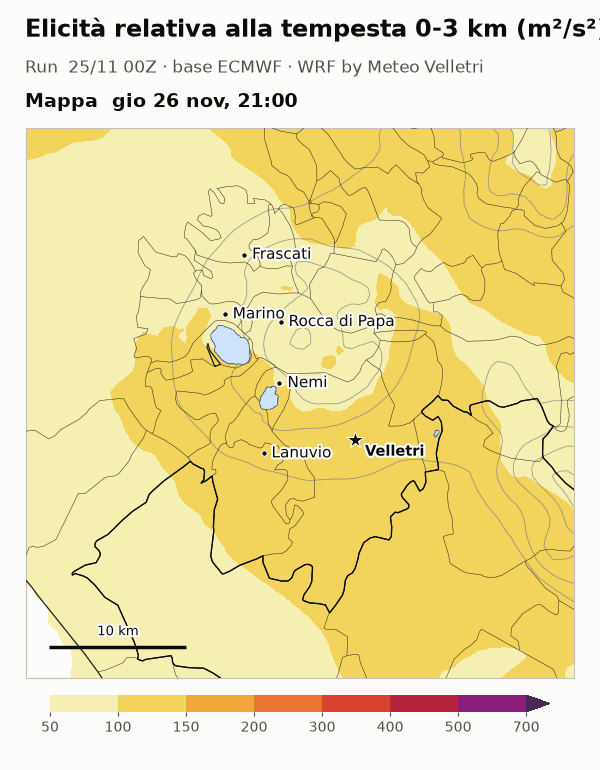 Elicità relativa alla tempesta 0-3 km (m²/s²)
Run 25/11 00Z · base ECMWF · WRF by Meteo Velletri
Mappa gio 26 nov, 21:00
Frascati
Marino
Rocca di Papa
Nemi
Velletri
Lanuvio
10 km
50 100 150 200 300 400 500 700